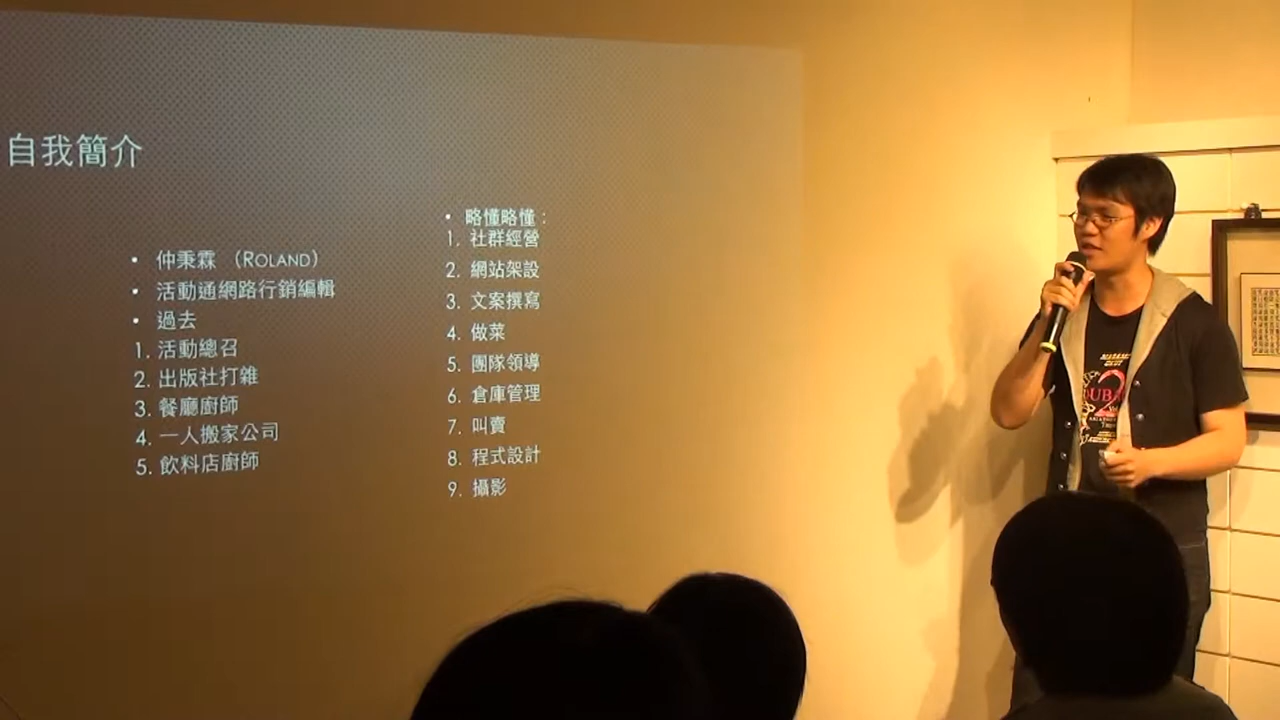 自我簡介
• 仲秉霖 (ROLAND)
• 活動通網路行銷編輯
• 過去
1. 活動總召
2. 出版社打雜
3. 餐廳廚師
4. 一人搬家公司
5. 飲料店廚師
• 略懂略懂:
1. 社群經營
2. 網站架設
3. 文案撰寫
4. 做菜
5. 團隊領導
6. 倉庫管理
7. 叫賣
8. 程式設計
9. 攝影
2